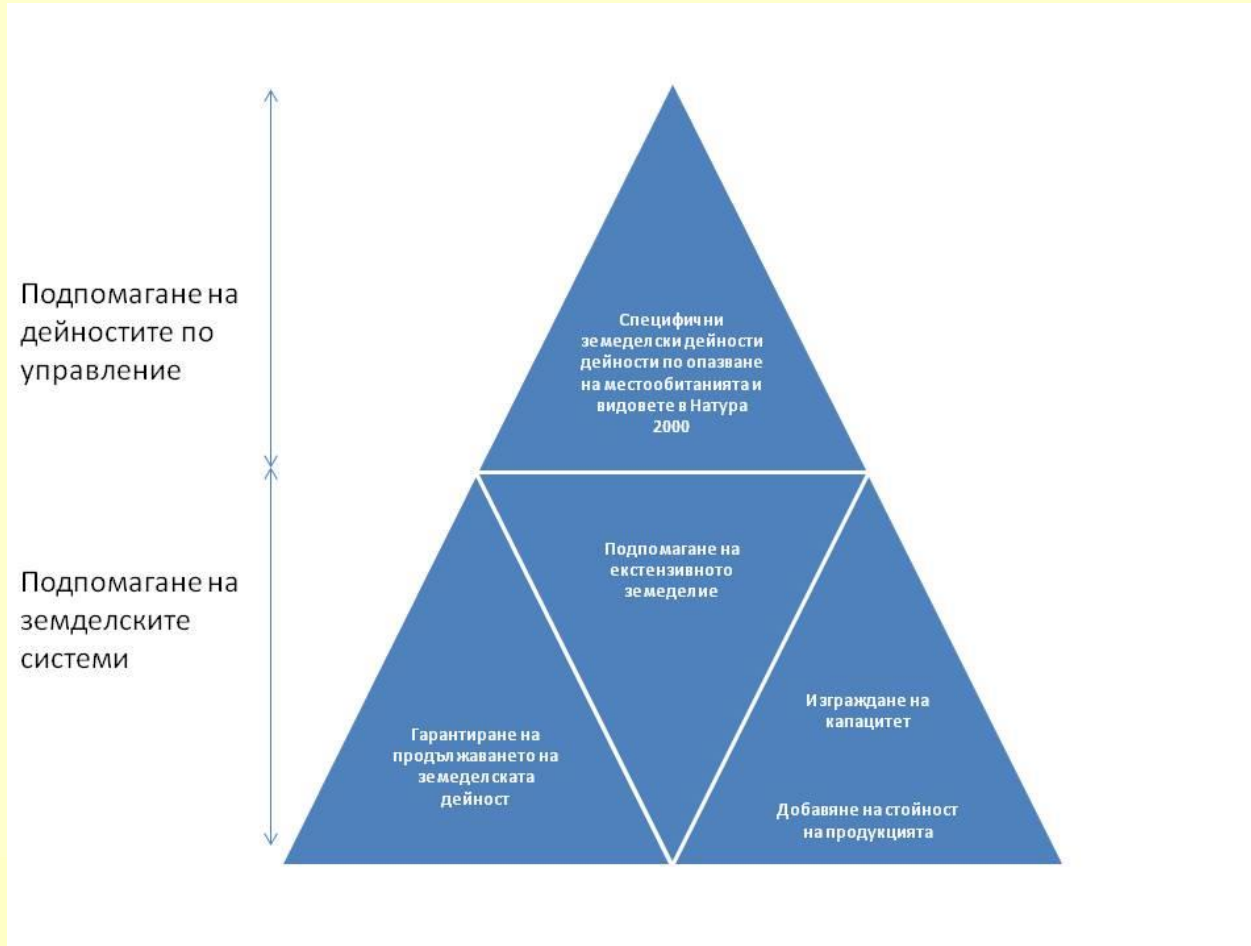 Подпомагане на
дейностите по
управление
Специфични
земеделски дейности
дейности по опазване
на местообитанията и
видовете в Натура
2000
Подпомагане на
земделските
системи
Подпомагане на
екстензивното
земеделие
Гарантиране на
продължаването на
земеделската
дейност
Изграждане на
капацитет
Добавяне на стойност
на продукцията